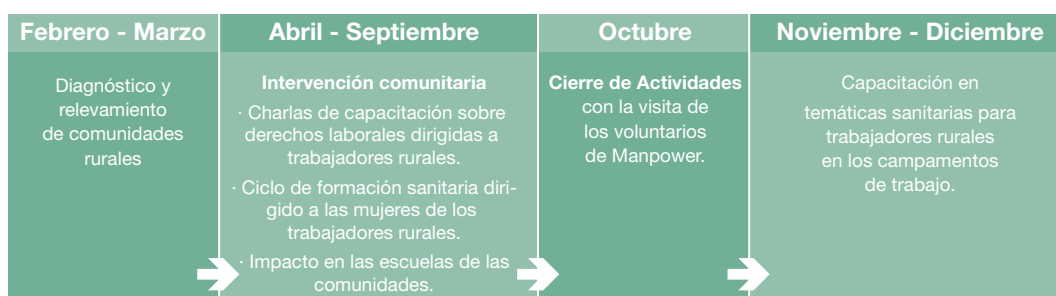 Febrero - Marzo
Diagnóstico y
relevamiento
de comunidades
rurales
Abril - Septiembre
Intervención comunitaria
· Charlas de capacitación sobre
derechos laborales dirigidas a
trabajadores rurales.
· Ciclo de formación sanitaria diri-
gido a las mujeres de los
trabajadores rurales.
· Impacto en las escuelas de las
comunidades.
Octubre
Cierre de Actividades
con la visita de
los voluntarios
de Manpower.
Noviembre - Diciembre
Capacitación en
temáticas sanitarias para
trabajadores rurales
en los campamentos
de trabajo.